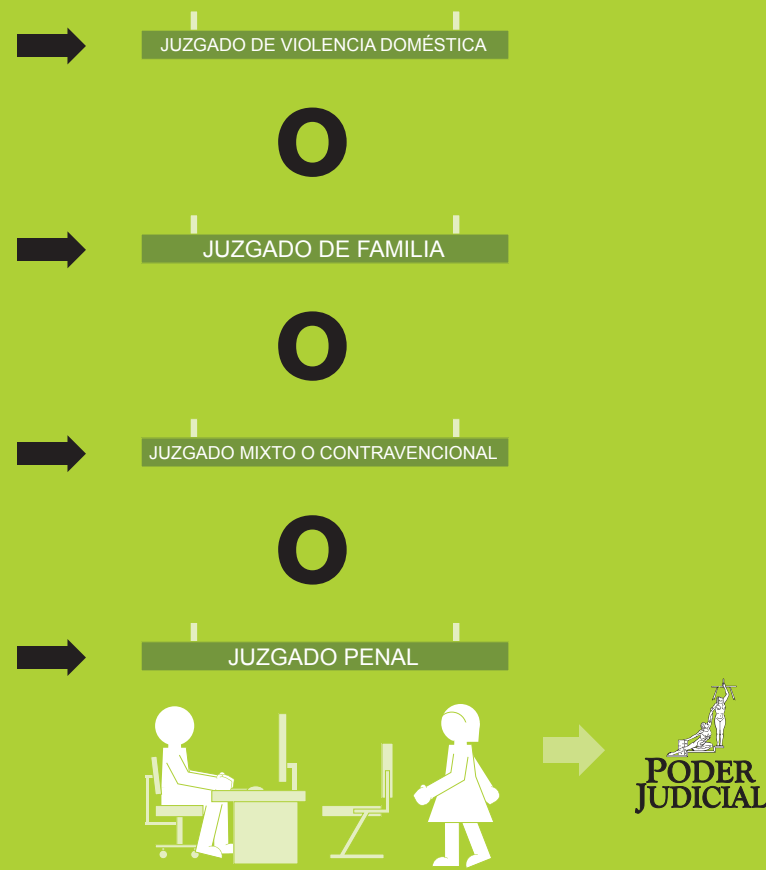 JUZGADO DE VIOLENCIA DOMÉSTICA
O
JUZGADO DE FAMILIA
O
JUZGADO MIXTO O CONTRAVENCIONAL
O
JUZGADO PENAL
PODER
JUDICIAL